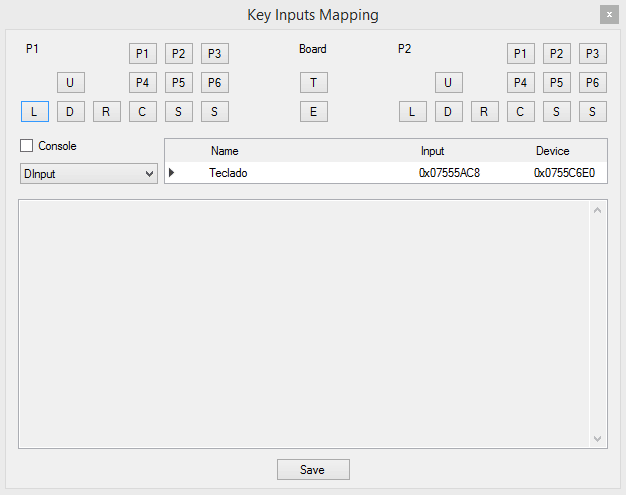 Key Inputs Mapping
x
P1 P1 P2 P3 Board P2 P1 P2 P3
U P4 P5 P6 T U P4 P5 P6
L D R C S S E L D R C S S
Console
Name Input Device
DInput
Teclado 0x07555AC8 0x0755C6E0
Save